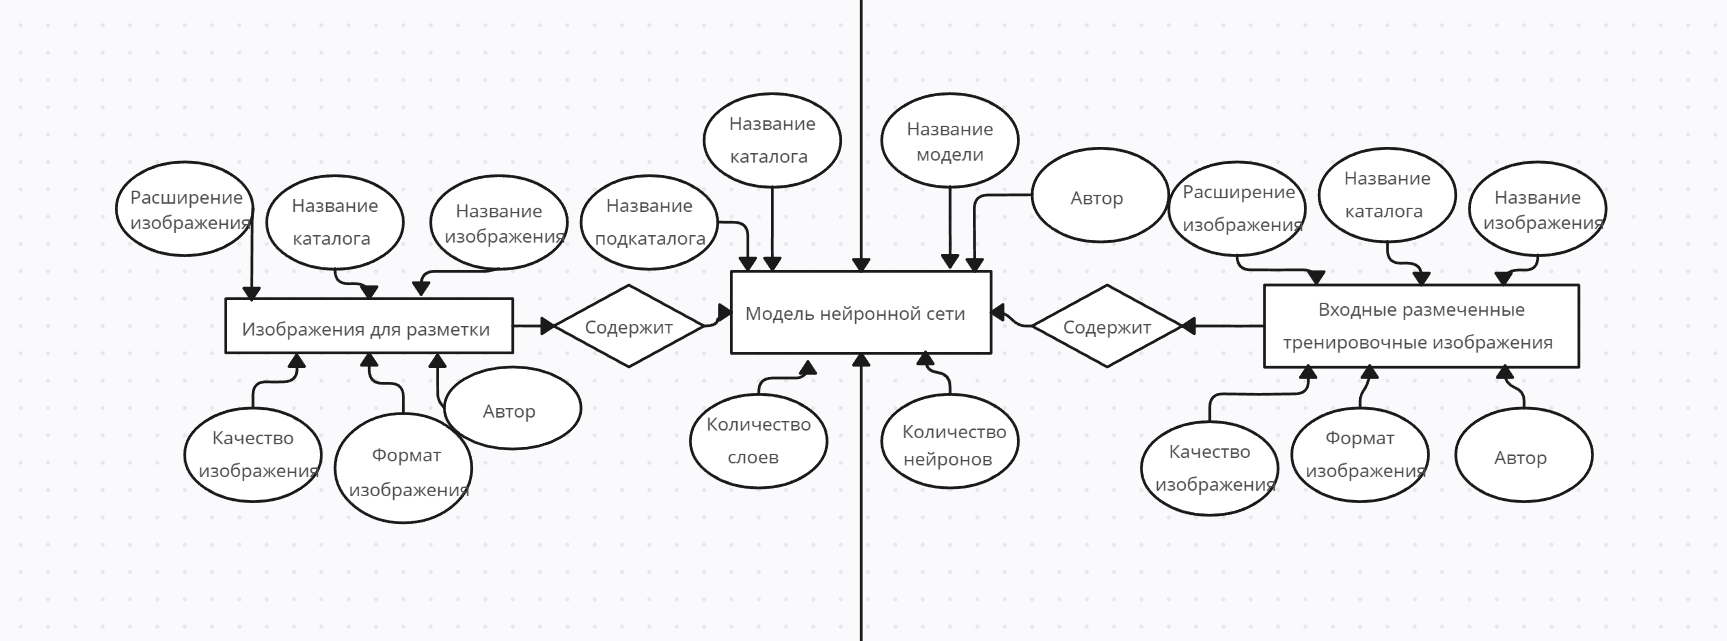 Название
каталога
Название
модели
Расширение
изображения
Название
каталога
Название
изображения
Название
подкаталога
Автор
Расширение
изображения
Название
каталога
Название
изображения
Изображения для разметки
Содержит
Модель нейронной сети
Содержит
Входные размеченные
тренировочные изображения
Качество
изображения
Формат
изображения
Автор
Количество
слоев
Количество
нейронов
Качество
изображения
Формат
изображения
Автор